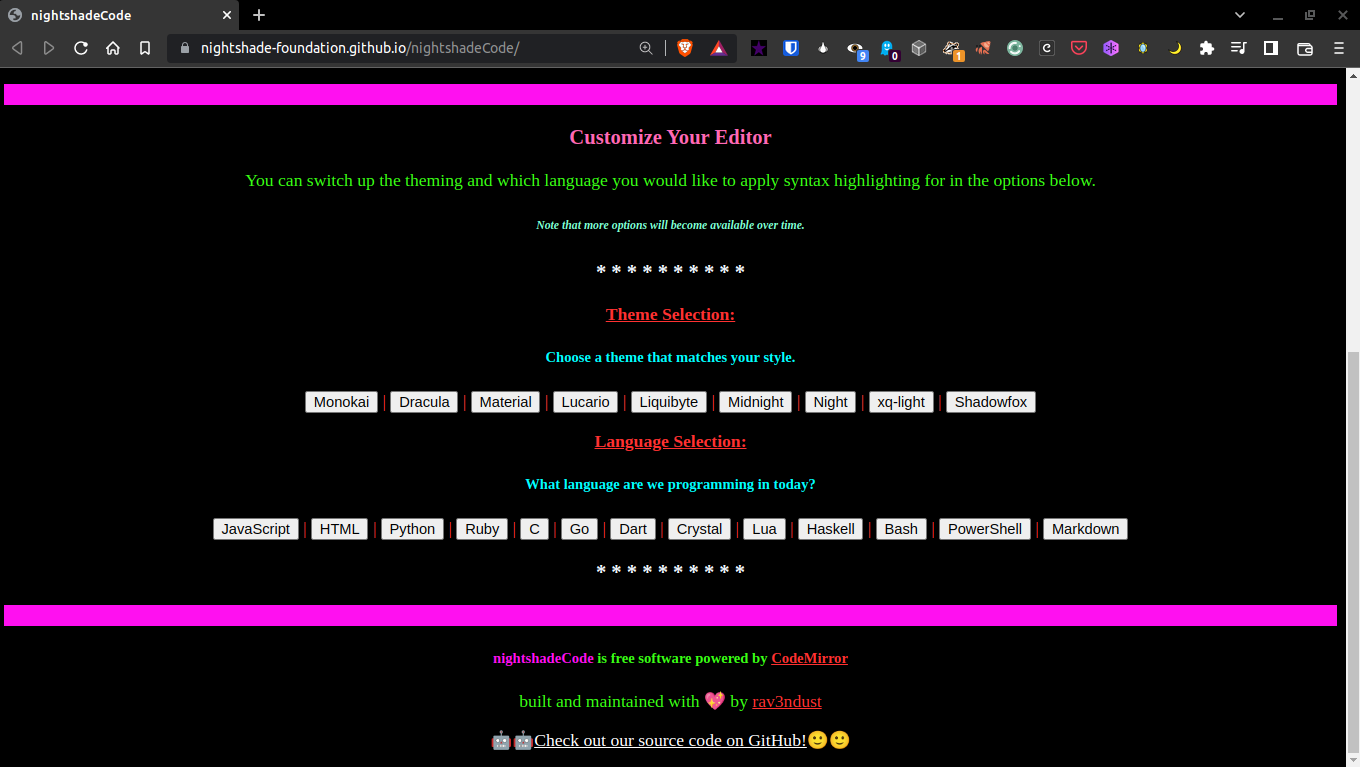 nightshadeCode
nightshade-foundation.github.io/nightshadeCode/
9
0
1
Customize Your Editor
You can switch up the theming and which language you would like to apply syntax highlighting for in the options below.
Note that more options will become available over time.
* * * * * * * * * *
Theme Selection:
Choose a theme that matches your style.
Monokai | Dracula | Material | Lucario | Liquibyte | Midnight | Night | xq-light | Shadowfox
Language Selection:
What language are we programming in today?
JavaScript | HTML | Python | Ruby | C | Go | Dart | Crystal | Lua | Haskell | Bash | PowerShell | Markdown
* * * * * * * * * *
nightshadeCode is free software powered by CodeMirror
built and maintained with 💖 by rav3ndust
🤖🤖Check out our source code on GitHub!🙂🙂